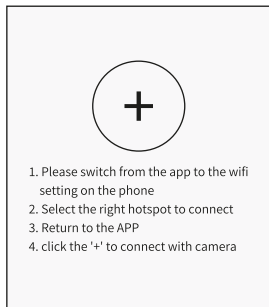 +
1. Please switch from the app to the wifi
setting on the phone
2. Select the right hotspot to connect
3. Return to the APP
4. click the '+' to connect with camera